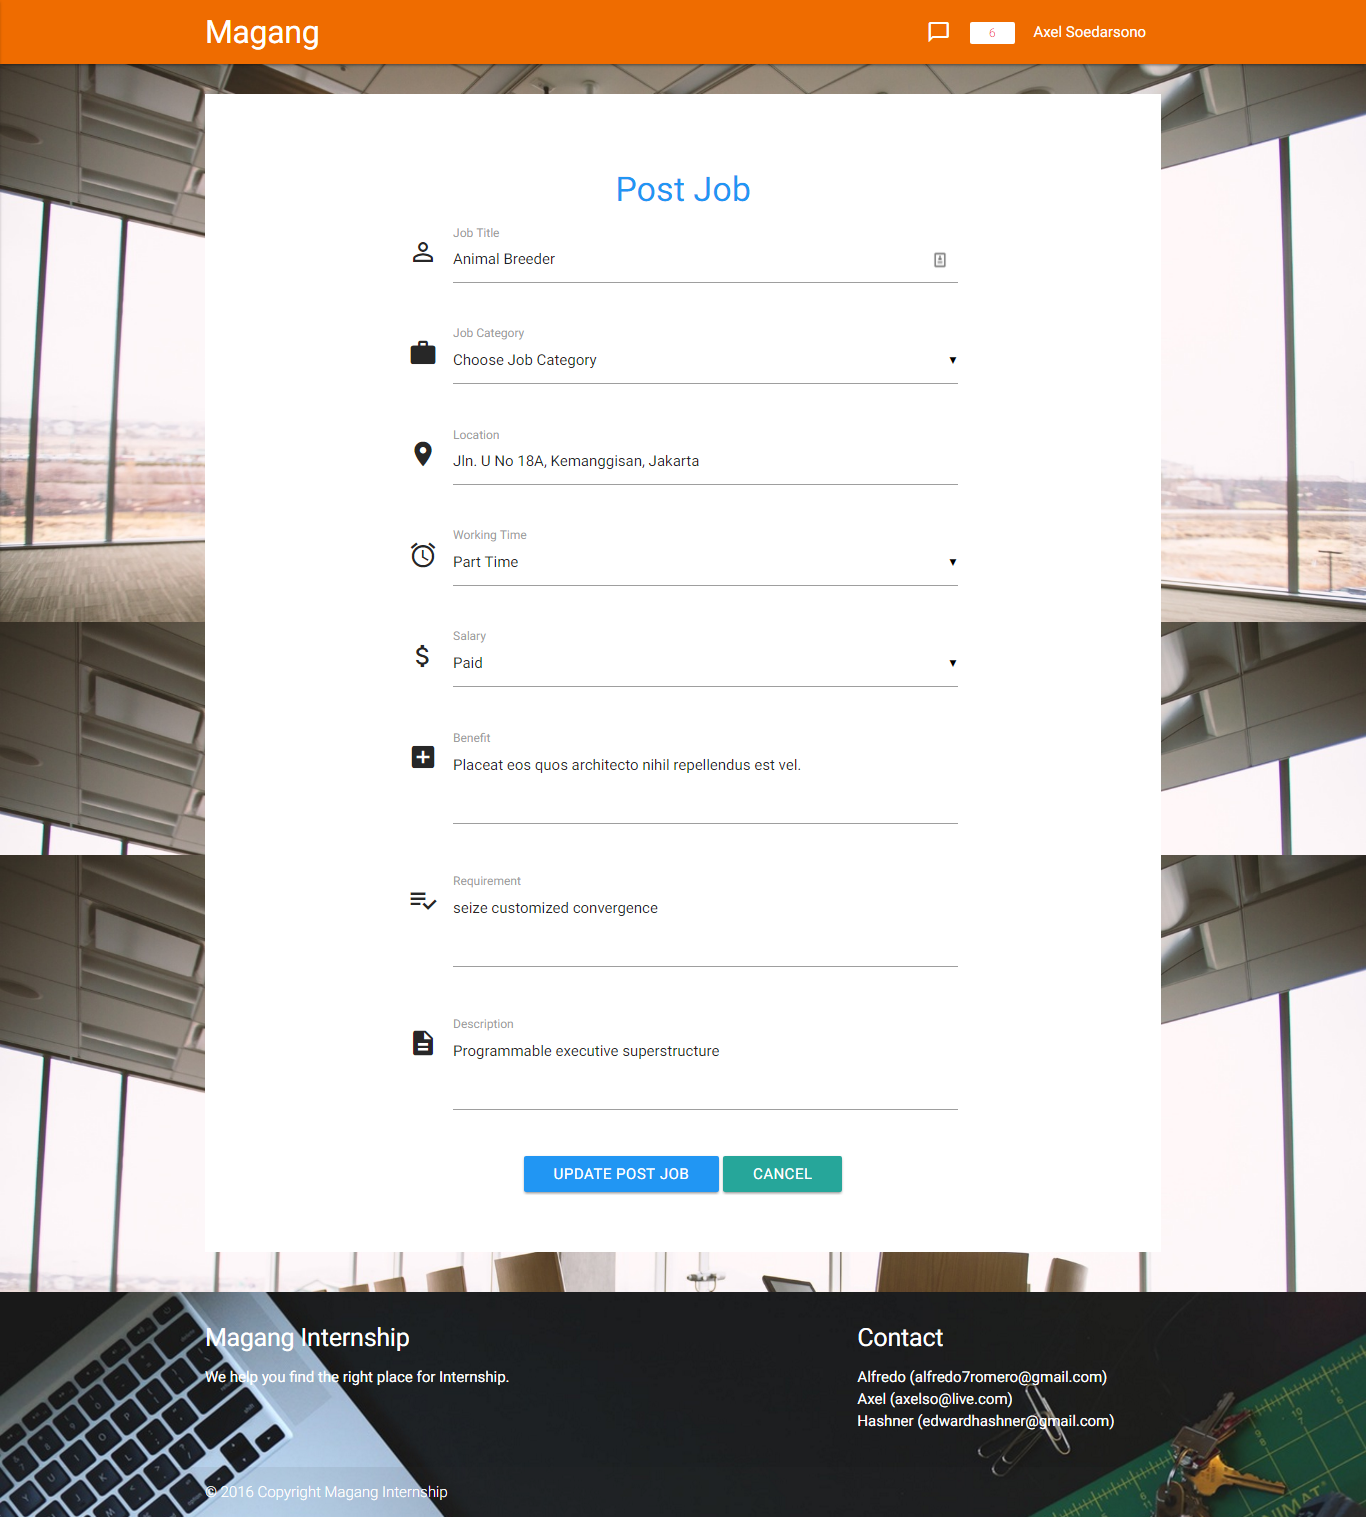 Magang
6
Axel Soedarsono
Post Job
Job Title
Animal Breeder
Job Category
Choose Job Category
Location
Jln. U No 18A, Kemanggisan, Jakarta
Working Time
Part Time
Salary
Paid
Benefit
Placeat eos quos architecto nihil repellendus est vel.
Requirement
seize customized convergence
Description
Programmable executive superstructure
UPDATE POST JOB
CANCEL
Magang Internship
We help you find the right place for Internship.
Contact
Alfredo (alfredo7romero@gmail.com)
Axel (axelso@live.com)
Hashner (edwardhashner@gmail.com)
© 2016 Copyright Magang Internship